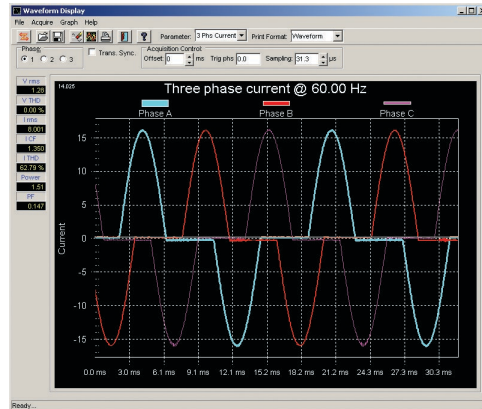 Waveform Display
File Acquire Graph Help
Parameter: 3 Phs Current Print Format: Waveform
Phase
1 2 3
Trans. Sync.
Acquisition Control
Offset 0 ms Trig phs 0.0 Sampling: 31.3 µs
V rms
1.28
V THD
0.00 %
I rms
8.001
I CF
1.350
I THD
62.79 %
Power
1.51
PF
0.147
14.025
Three phase current @ 60.00 Hz
Phase A Phase B Phase C
Current
15
10
5
0
-5
-10
-15
0.0 ms 3.0 ms 6.1 ms 9.1 ms 12.1 ms 15.2 ms 18.2 ms 21.2 ms 24.3 ms 27.3 ms 30.3 ms
Ready...